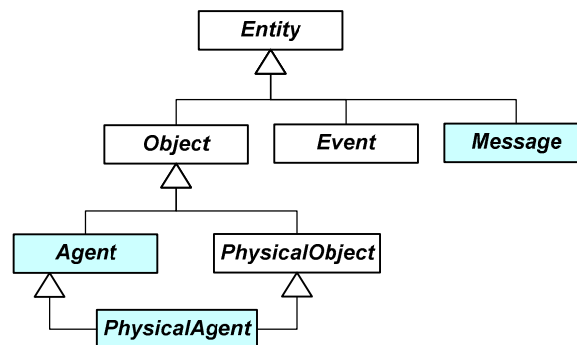 Entity
Object
Event
Message
Agent
PhysicalObject
PhysicalAgent